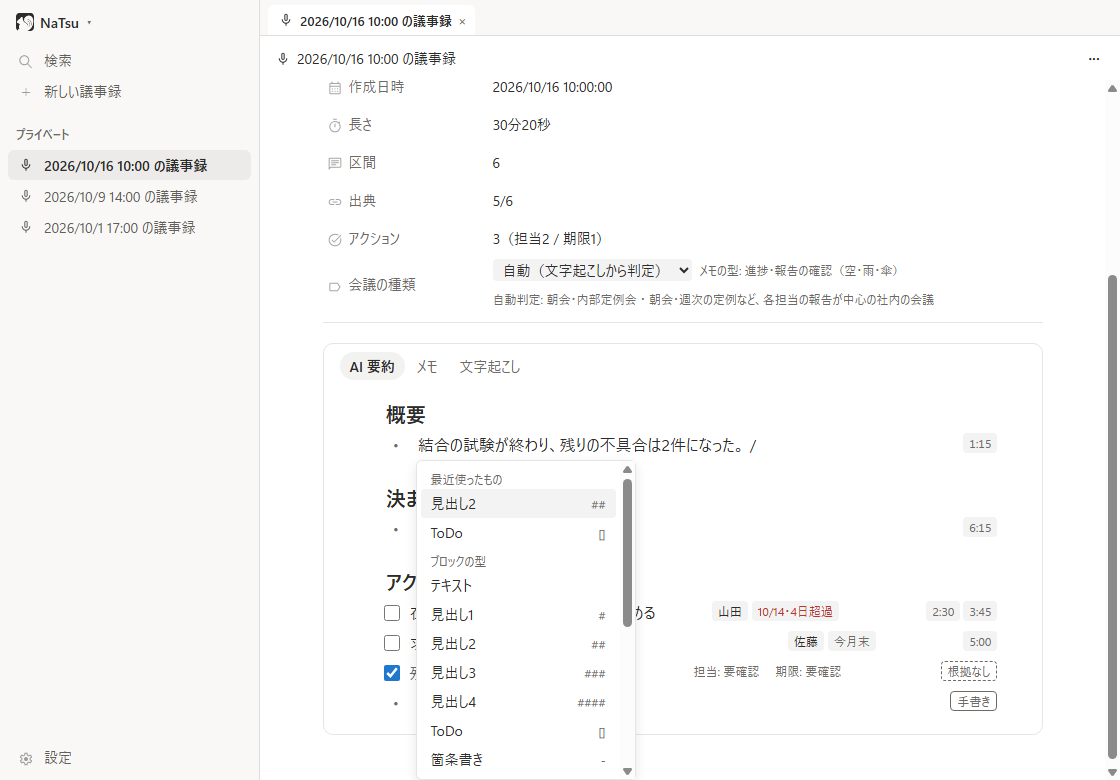 NaTsu
検索
新しい議事録
プライベート
2026/10/16 10:00 の議事録
2026/10/9 14:00 の議事録
2026/10/1 17:00 の議事録
設定
2026/10/16 10:00 の議事録 ×
2026/10/16 10:00 の議事録
作成日時 2026/10/16 10:00:00
長さ 30分20秒
区間 6
出典 5/6
アクション 3（担当2 / 期限1）
会議の種類 自動（文字起こしから判定） メモの型: 進捗・報告の確認（空・雨・傘）
自動判定: 朝会・内部定例会 ・ 朝会・週次の定例など、各担当の報告が中心の社内の会議
AI 要約 メモ 文字起こし
概要
• 結合の試験が終わり、残りの不具合は2件になった。 / 1:15
最近使ったもの
見出し2 ##
ToDo []
ブロックの型
テキスト
見出し1 #
見出し2 ##
見出し3 ###
見出し4 ####
ToDo []
箇条書き -
決ま
• 6:15
アク
める 山田 10/14・4日超過 2:30 3:45
佐藤 今月末 5:00
担当: 要確認 期限: 要確認 根拠なし
• 手書き